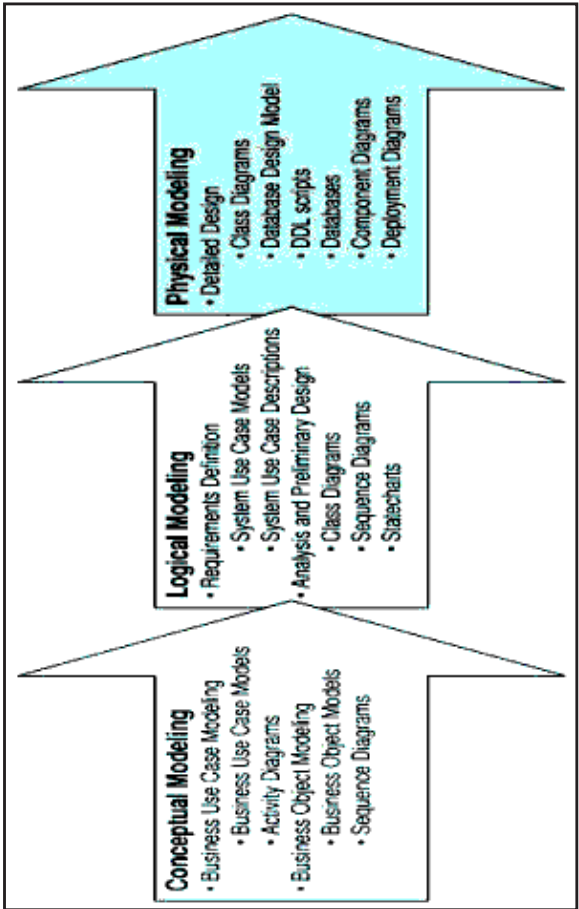 Conceptual Modeling
• Business Use Case Modeling
• Business Use Case Models
• Activity Diagrams
• Business Object Modeling
• Business Object Models
• Sequence Diagrams
Logical Modeling
• Requirements Definition
• System Use Case Models
• System Use Case Descriptions
• Analysis and Preliminary Design
• Class Diagrams
• Sequence Diagrams
• Statecharts
Physical Modeling
• Detailed Design
• Class Diagrams
• Database Design Model
• DDL scripts
• Databases
• Component Diagrams
• Deployment Diagrams